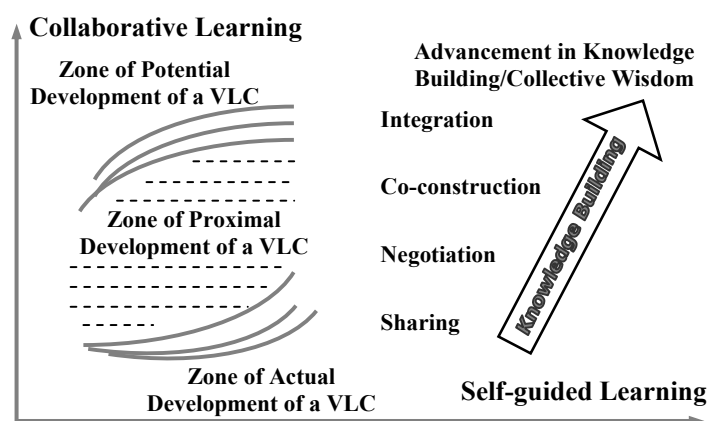 Collaborative Learning
Zone of Potential
Development of a VLC
Zone of Proximal
Development of a VLC
Zone of Actual
Development of a VLC
Advancement in Knowledge
Building/Collective Wisdom
Integration
Co-construction
Negotiation
Sharing
Knowledge Building
Self-guided Learning